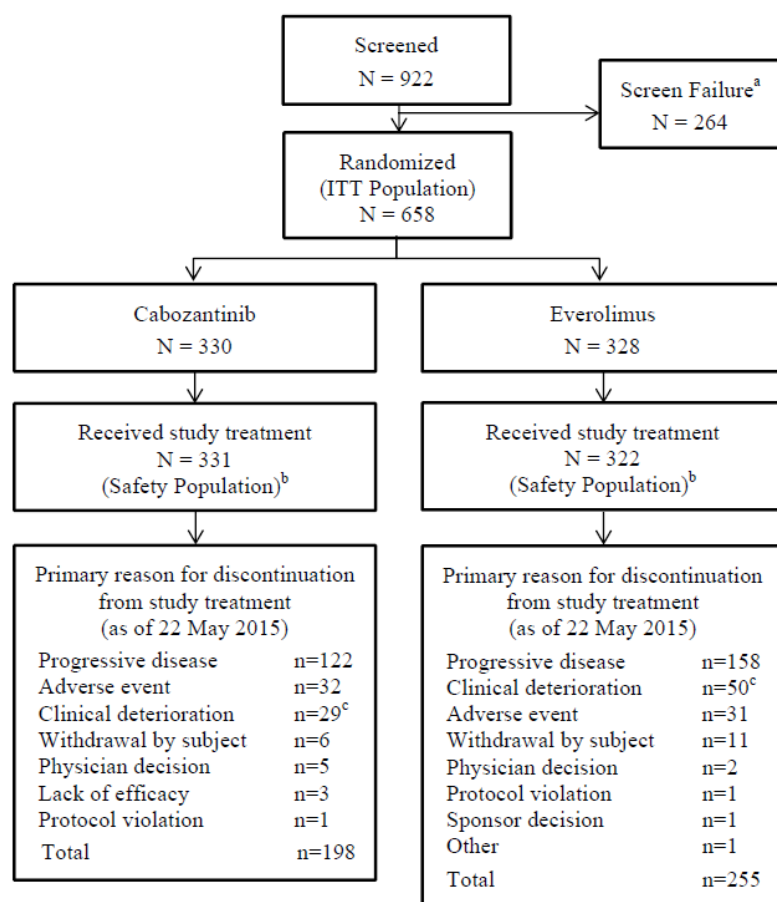 Screened
N = 922
Screen Failureᵃ
N = 264
Randomized
(ITT Population)
N = 658
Cabozantinib
N = 330
Everolimus
N = 328
Received study treatment
N = 331
(Safety Population)ᵇ
Received study treatment
N = 322
(Safety Population)ᵇ
Primary reason for discontinuation
from study treatment
(as of 22 May 2015)
Progressive disease n=122
Adverse event n=32
Clinical deterioration n=29ᶜ
Withdrawal by subject n=6
Physician decision n=5
Lack of efficacy n=3
Protocol violation n=1
Total n=198
Primary reason for discontinuation
from study treatment
(as of 22 May 2015)
Progressive disease n=158
Clinical deterioration n=50ᶜ
Adverse event n=31
Withdrawal by subject n=11
Physician decision n=2
Protocol violation n=1
Sponsor decision n=1
Other n=1
Total n=255